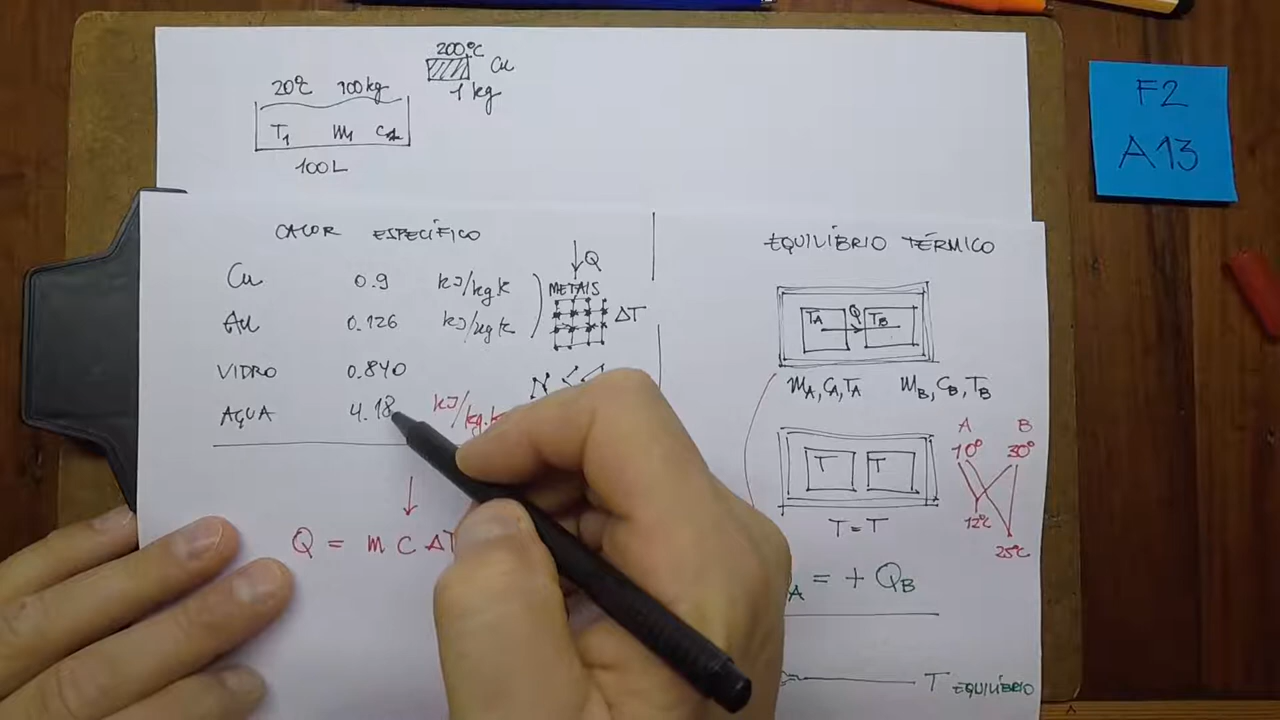 200°C
Cu
1 kg
20°C 100kg
T1 m1
100L
F2
A13
CALOR ESPECÍFICO
Cu 0.9 kJ/kg K
Au 0.126 kJ/kg K
VIDRO 0.840
ÁGUA 4.18 kJ/kg.K
Q
METAIS
ΔT
Q = m C ΔT
EQUILÍBRIO TÉRMICO
TA Q TB
mA, CA, TA mB, CB, TB
A B
10° 30°
T T
12°C
T = T
25°C
A = + QB
T EQUILÍBRIO